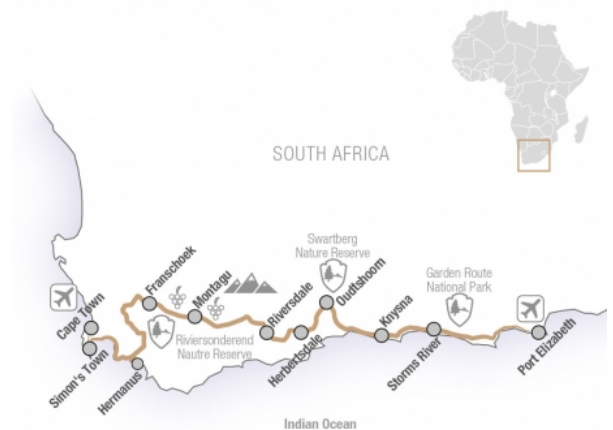 SOUTH AFRICA
Swartberg
Nature Reserve
Garden Route
National Park
Franschoek
Montagu
Riversdale
Oudtshoorn
Cape Town
Simon's Town
Hermanus
Riviersonderend
Nautre Reserve
Herbertsdale
Knysna
Storms River
Port Elizabeth
Indian Ocean